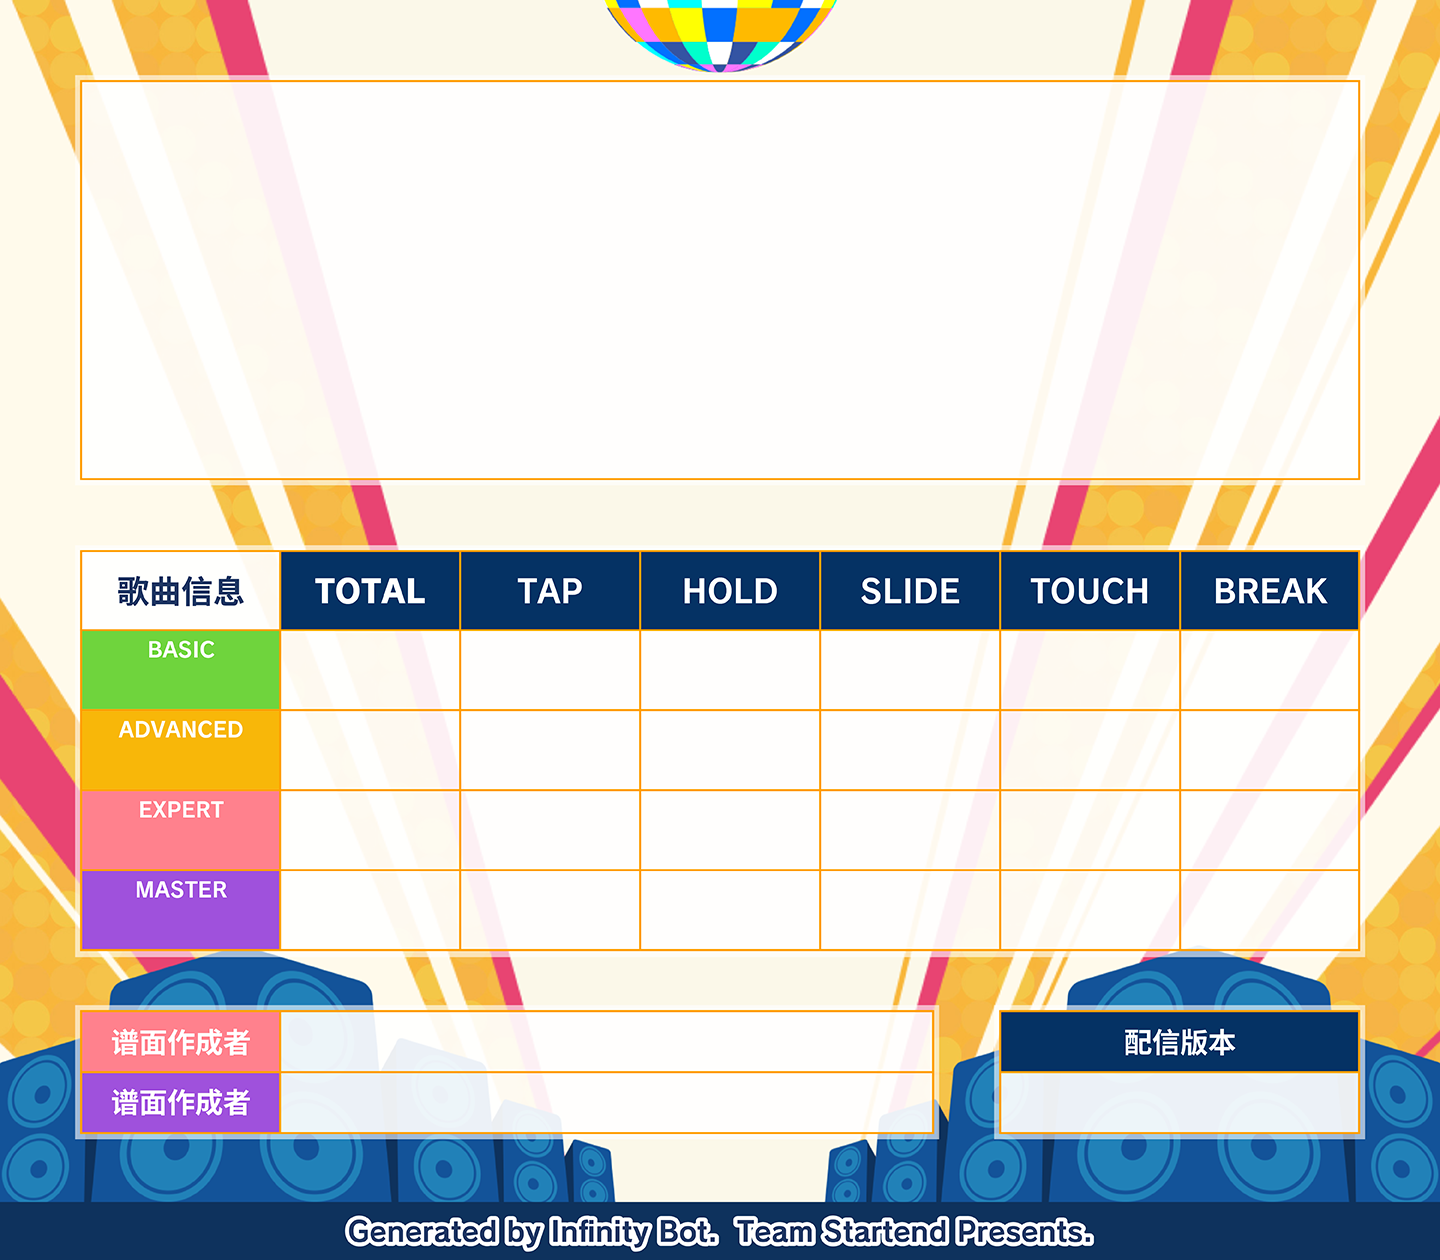 歌曲信息 TOTAL TAP HOLD SLIDE TOUCH BREAK
BASIC
ADVANCED
EXPERT
MASTER
谱面作成者
谱面作成者
配信版本
Generated by Infinity Bot. Team Startend Presents.